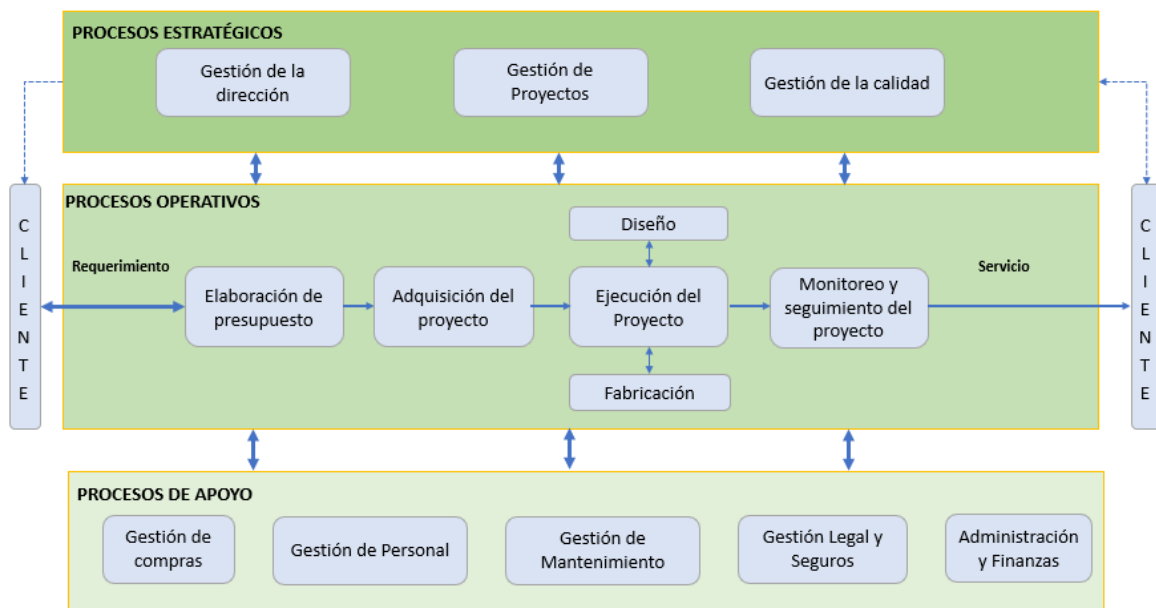 PROCESOS ESTRATÉGICOS
Gestión de la
dirección
Gestión de
Proyectos
Gestión de la calidad
C
L
I
E
N
T
E
PROCESOS OPERATIVOS
Requerimiento
Elaboración de
presupuesto
Adquisición del
proyecto
Diseño
Ejecución del
Proyecto
Fabricación
Monitoreo y
seguimiento del
proyecto
Servicio
C
L
I
E
N
T
E
PROCESOS DE APOYO
Gestión de
compras
Gestión de Personal
Gestión de
Mantenimiento
Gestión Legal y
Seguros
Administración
y Finanzas